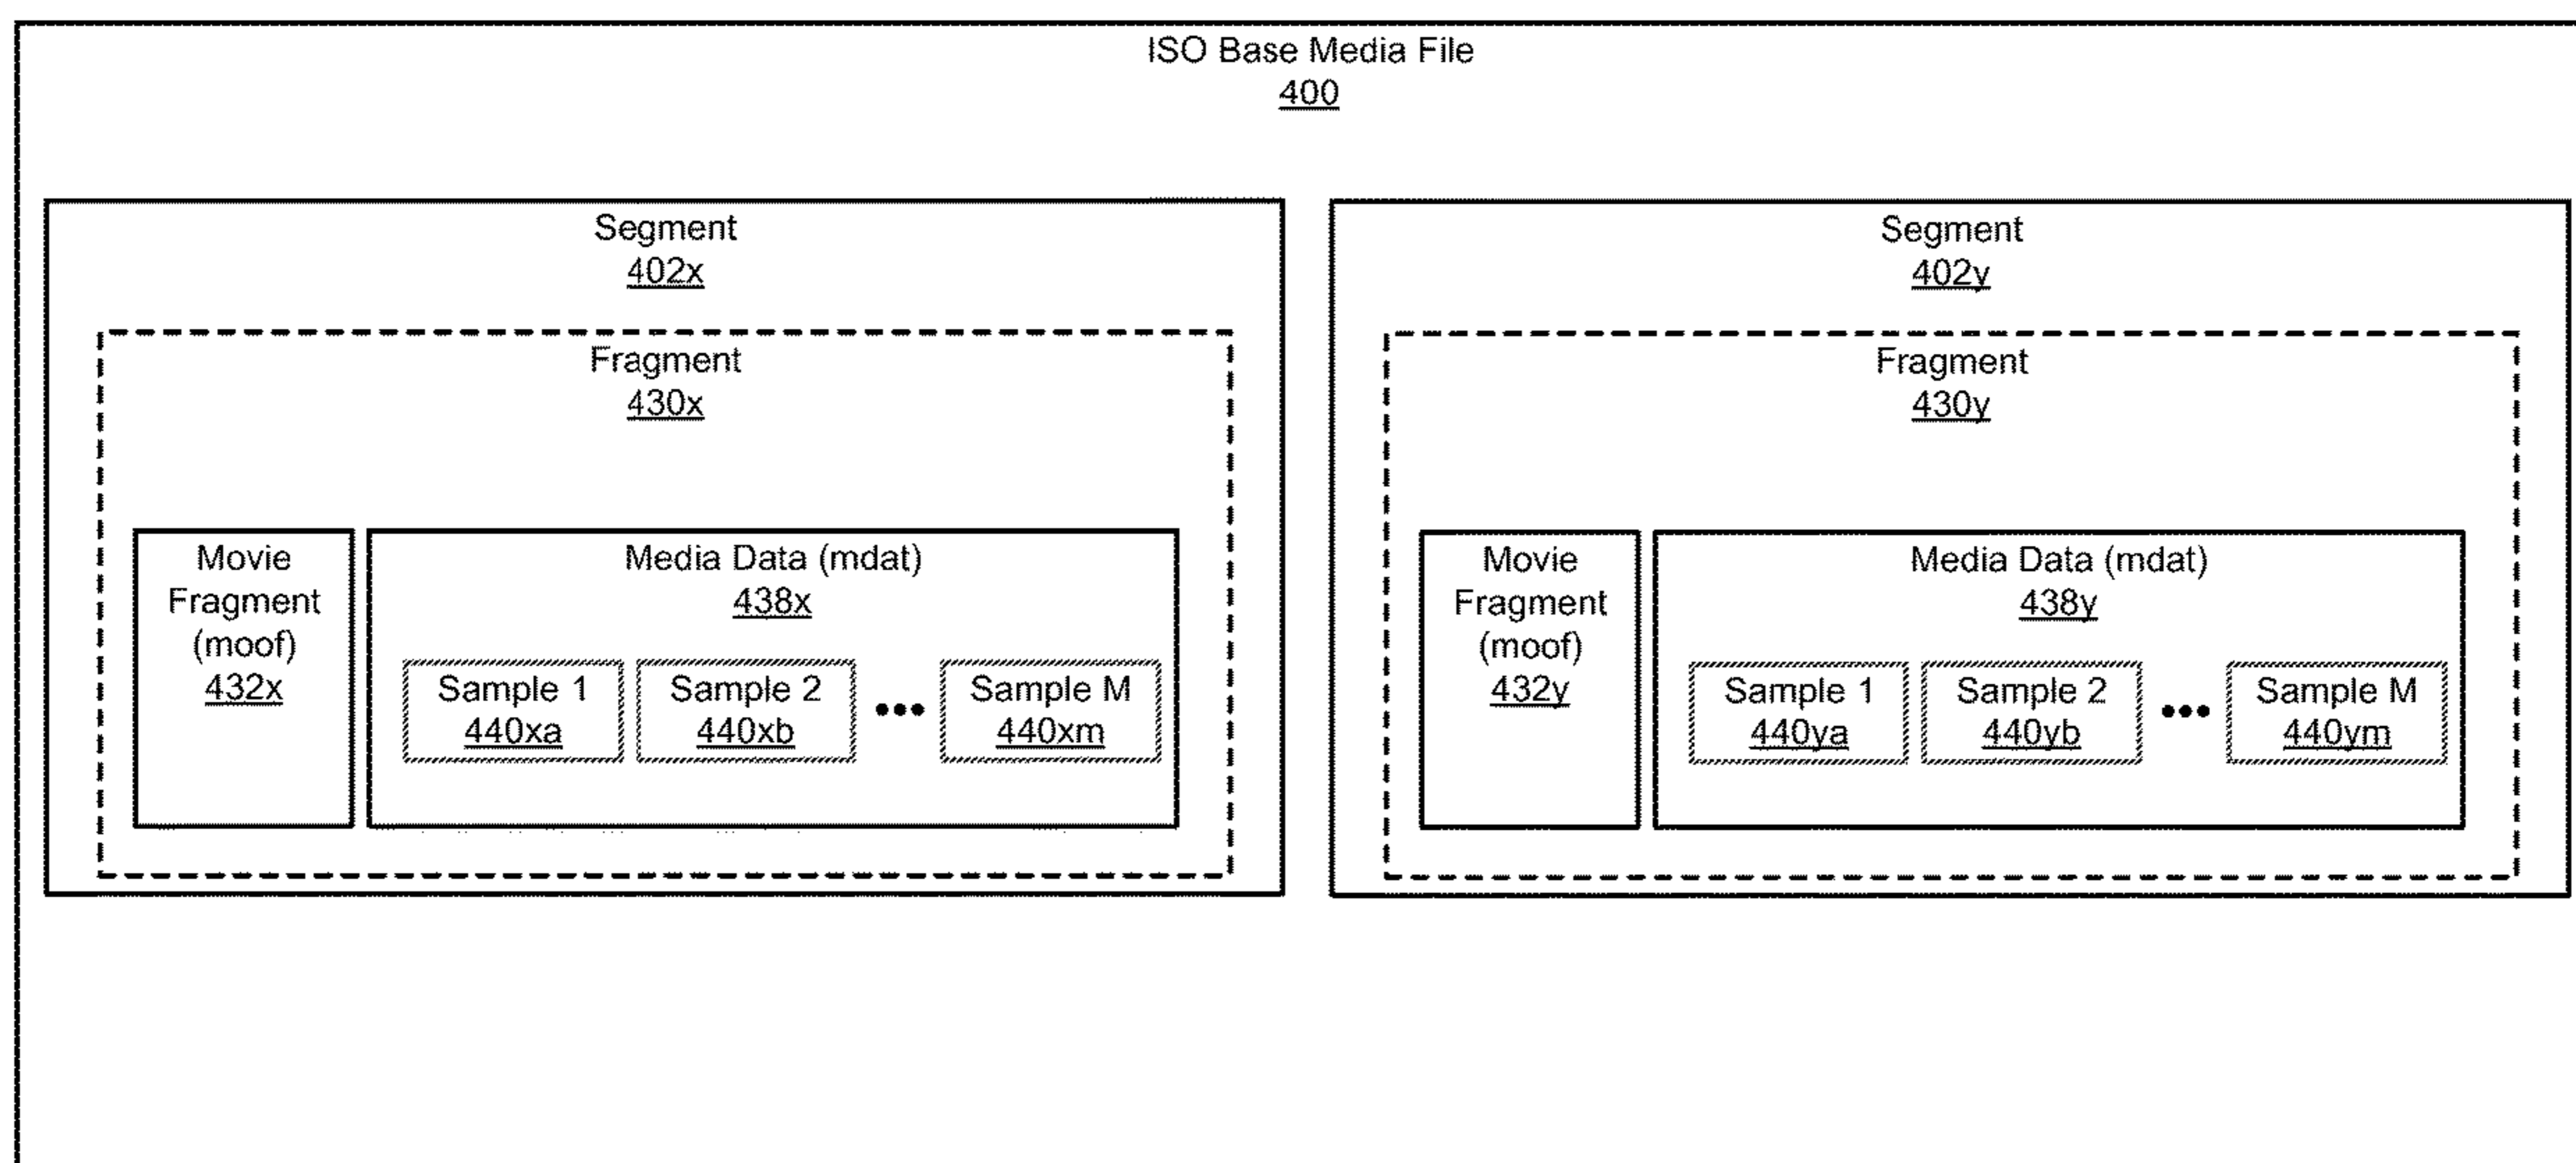 ISO Base Media File
400
Segment
402x
Fragment
430x
Movie
Fragment
(moof)
432x
Media Data (mdat)
438x
Sample 1
440xa
Sample 2
440xb
•••
Sample M
440xm
Segment
402y
Fragment
430y
Movie
Fragment
(moof)
432y
Media Data (mdat)
438y
Sample 1
440ya
Sample 2
440yb
•••
Sample M
440ym